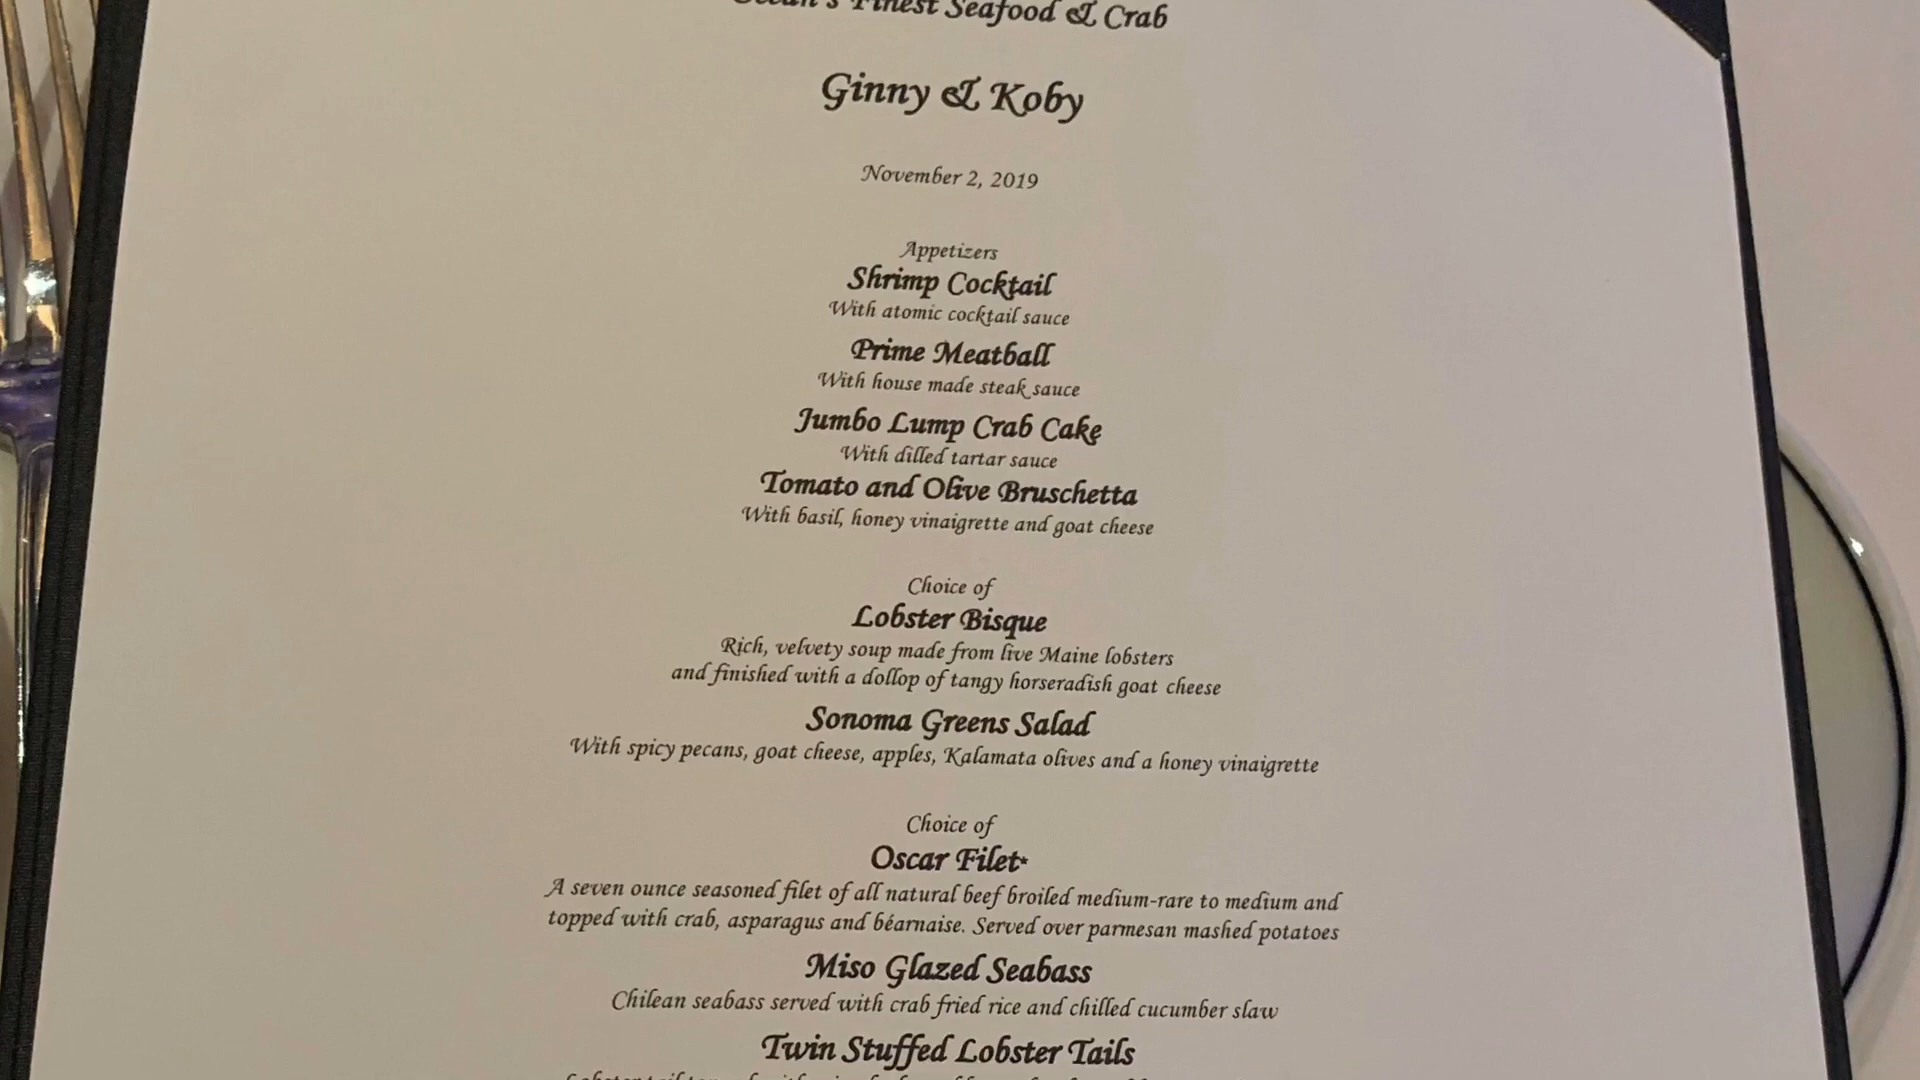 Ocean's Finest Seafood & Crab
Ginny & Koby
November 2, 2019
Appetizers
Shrimp Cocktail
With atomic cocktail sauce
Prime Meatball
With house made steak sauce
Jumbo Lump Crab Cake
With dilled tartar sauce
Tomato and Olive Bruschetta
With basil, honey vinaigrette and goat cheese
Choice of
Lobster Bisque
Rich, velvety soup made from live Maine lobsters
and finished with a dollop of tangy horseradish goat cheese
Sonoma Greens Salad
With spicy pecans, goat cheese, apples, Kalamata olives and a honey vinaigrette
Choice of
Oscar Filet*
A seven ounce seasoned filet of all natural beef broiled medium-rare to medium and
topped with crab, asparagus and béarnaise. Served over parmesan mashed potatoes
Miso Glazed Seabass
Chilean seabass served with crab fried rice and chilled cucumber slaw
Twin Stuffed Lobster Tails